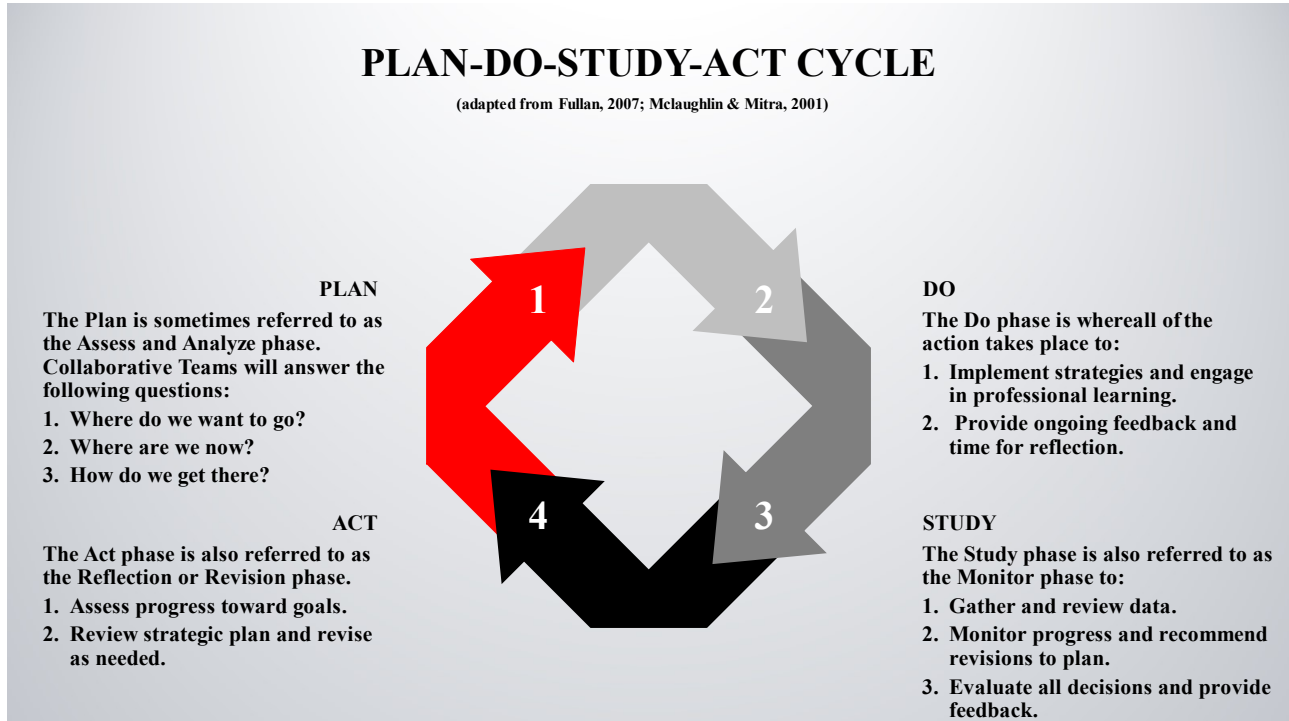 PLAN-DO-STUDY-ACT CYCLE
(adapted from Fullan, 2007; Mclaughlin & Mitra, 2001)
PLAN
The Plan is sometimes referred to as
the Assess and Analyze phase.
Collaborative Teams will answer the
following questions:
1. Where do we want to go?
2. Where are we now?
3. How do we get there?
1
2
DO
The Do phase is whereall of the
action takes place to:
1. Implement strategies and engage
in professional learning.
2. Provide ongoing feedback and
time for reflection.
ACT
The Act phase is also referred to as
the Reflection or Revision phase.
1. Assess progress toward goals.
2. Review strategic plan and revise
as needed.
4
3
STUDY
The Study phase is also referred to as
the Monitor phase to:
1. Gather and review data.
2. Monitor progress and recommend
revisions to plan.
3. Evaluate all decisions and provide
feedback.